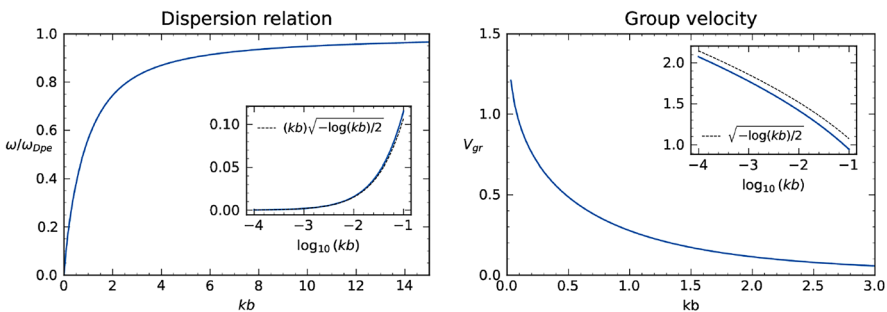 Dispersion relation
1.0
0.8
0.6
ω/ω_Dpe
0.4
0.2
0.0
0 2 4 6 8 10 12 14
kb
0.10
0.05
0.00
(kb)√−log(kb)/2
−4 −3 −2 −1
log₁₀(kb)
Group velocity
1.5
1.0
V_gr
0.5
0.0
0.0 0.5 1.0 1.5 2.0 2.5 3.0
kb
2.0
1.5
1.0
√−log(kb)/2
−4 −3 −2 −1
log₁₀(kb)